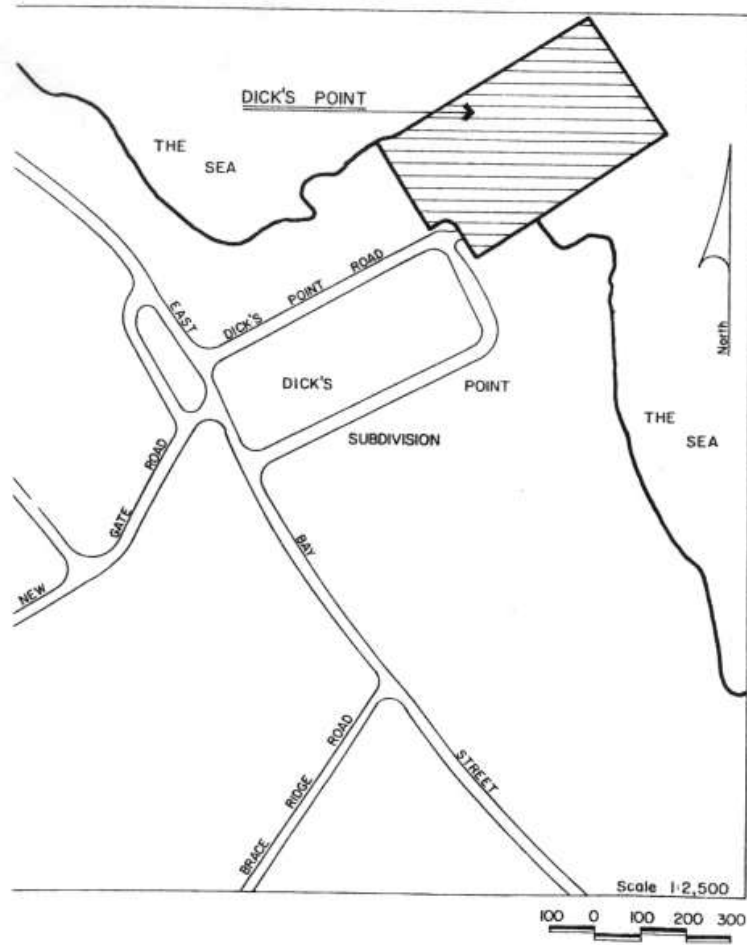 DICK'S POINT
THE
SEA
DICK'S POINT ROAD
EAST
BAY
STREET
DICK'S
POINT
SUBDIVISION
THE
SEA
North
NEW
GATE
ROAD
BRACE
RIDGE
ROAD
Scale 1:2,500
100 0 100 200 300